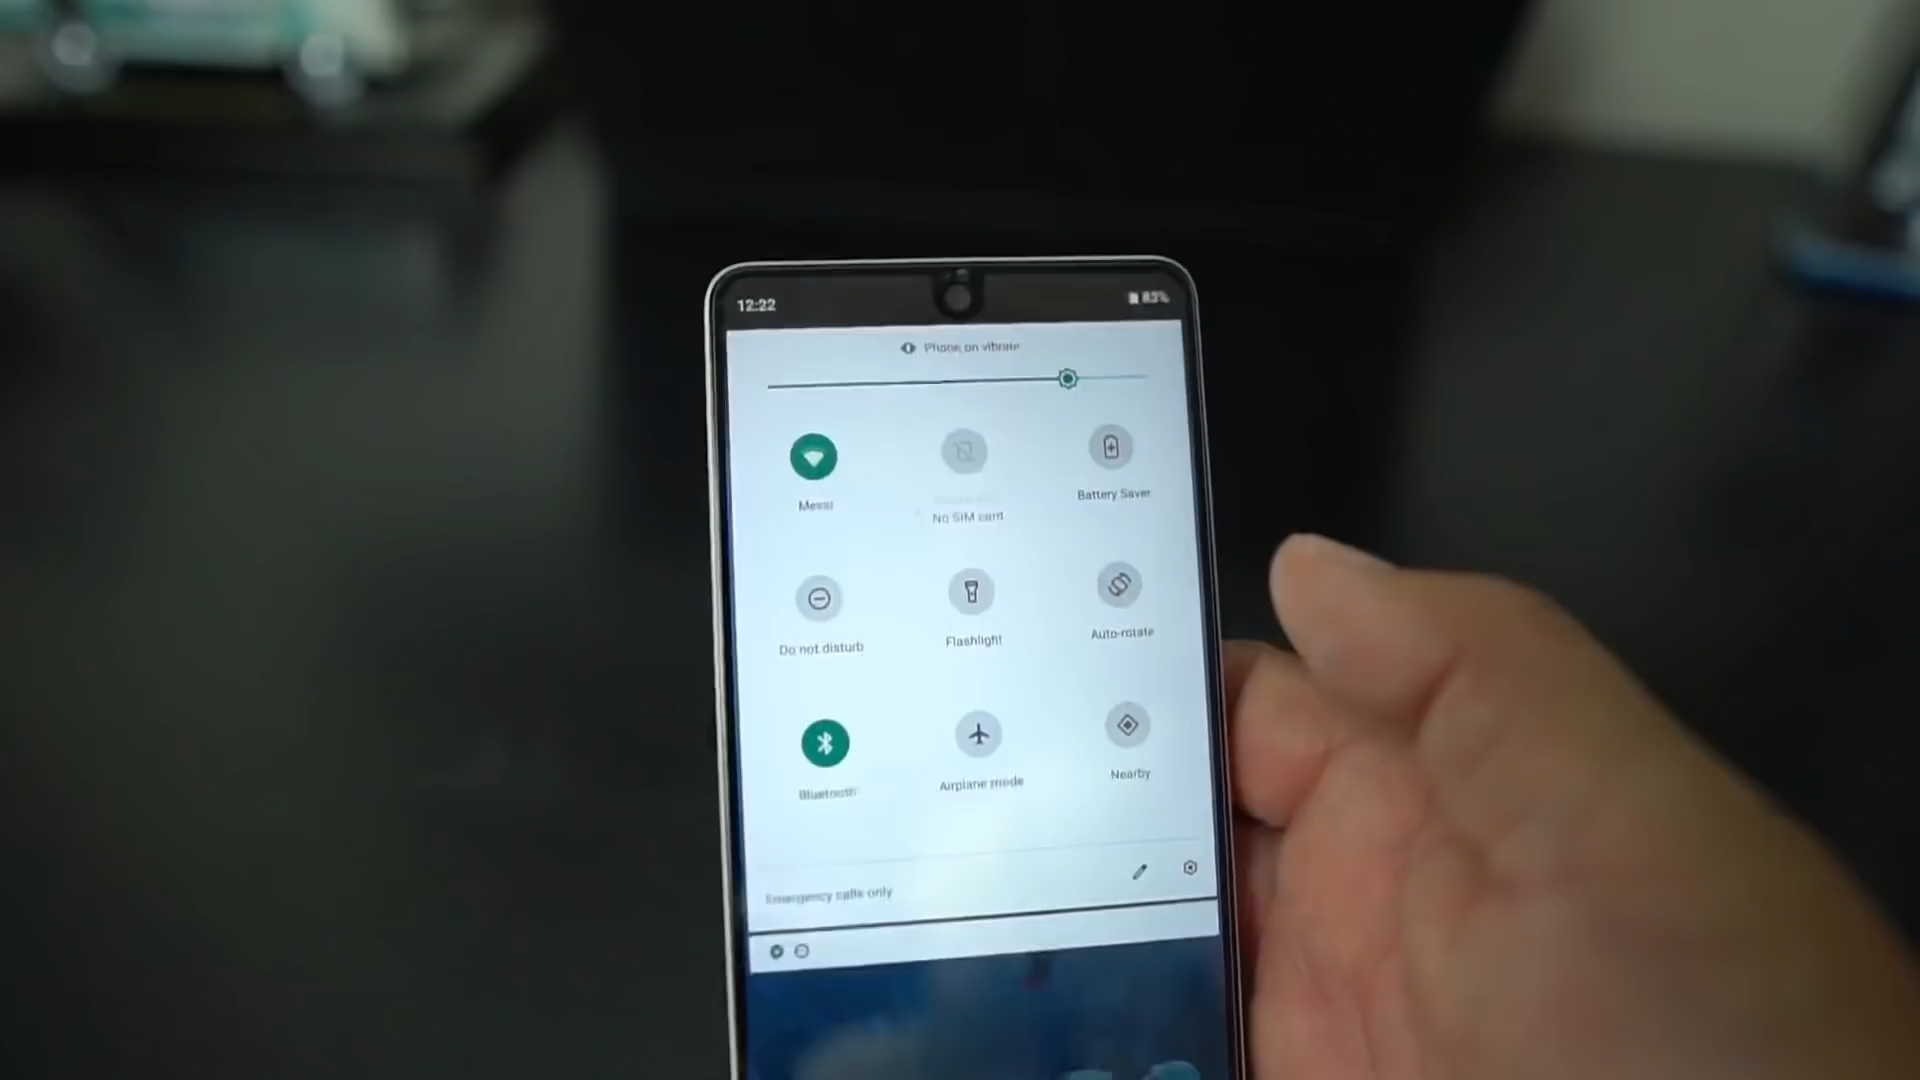 12:22
83%
Phone on vibrate
Messi
No SIM card
Battery Saver
Do not disturb
Flashlight
Auto-rotate
Bluetooth
Airplane mode
Nearby
Emergency calls only